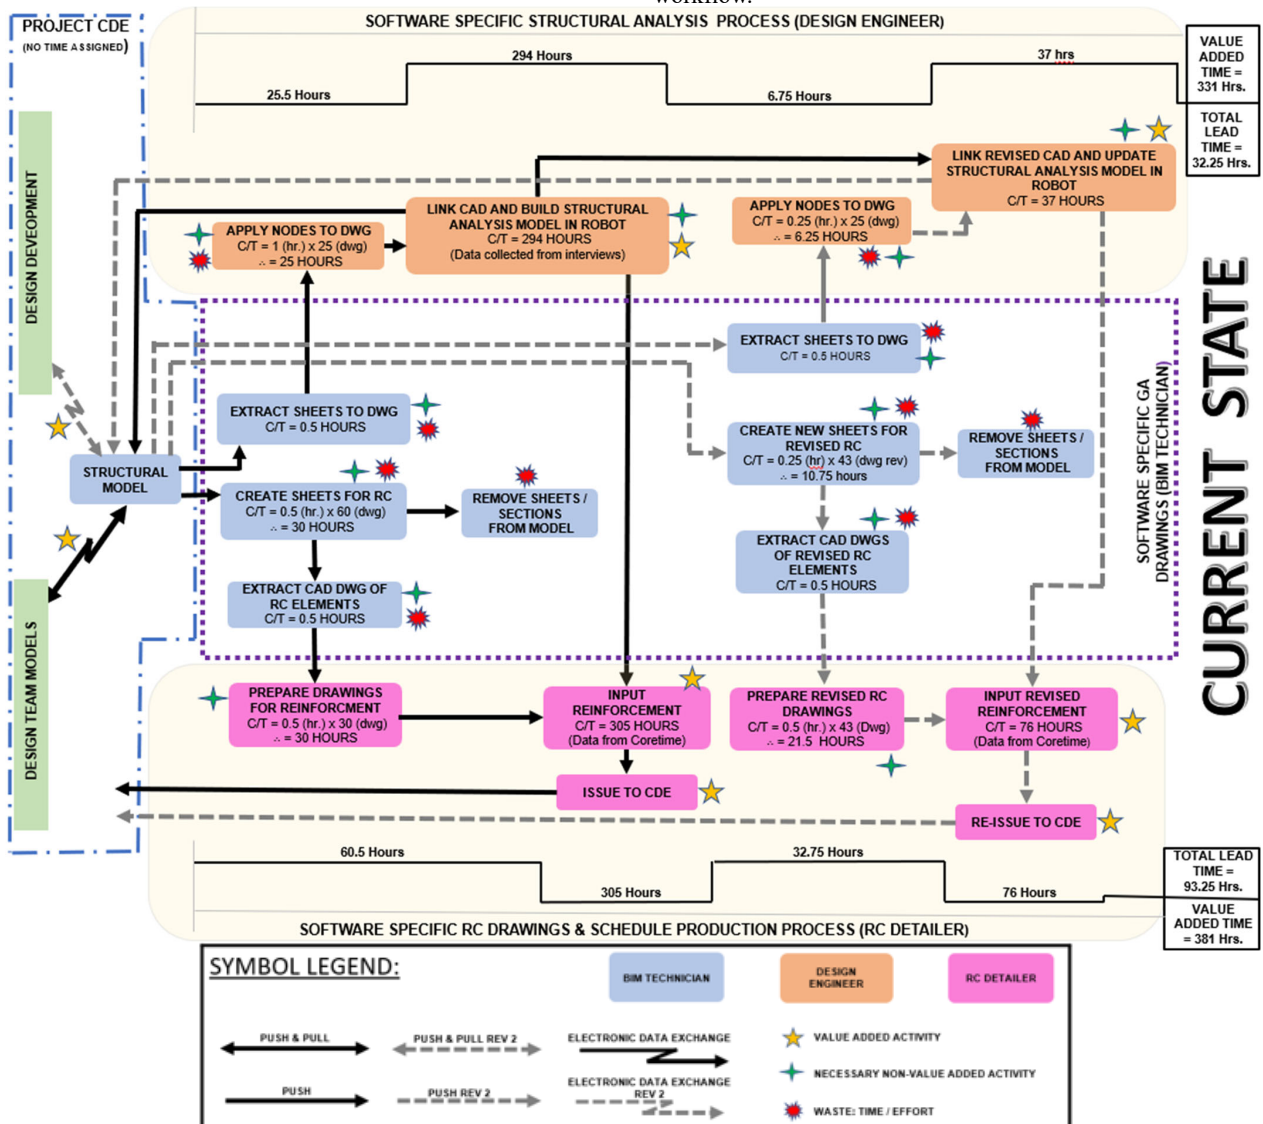 workflow.
PROJECT CDE
(NO TIME ASSIGNED)
SOFTWARE SPECIFIC STRUCTURAL ANALYSIS PROCESS (DESIGN ENGINEER)
25.5 Hours
294 Hours
6.75 Hours
37 hrs
VALUE
ADDED
TIME =
331 Hrs.
TOTAL
LEAD
TIME =
32.25 Hrs.
DESIGN DEVEOPMENT
APPLY NODES TO DWG
C/T = 1 (hr.) x 25 (dwg)
∴ = 25 HOURS
LINK CAD AND BUILD STRUCTURAL
ANALYSIS MODEL IN ROBOT
C/T = 294 HOURS
(Data collected from interviews)
APPLY NODES TO DWG
C/T = 0.25 (hr.) x 25 (dwg)
∴ = 6.25 HOURS
LINK REVISED CAD AND UPDATE
STRUCTURAL ANALYSIS MODEL IN
ROBOT
C/T = 37 HOURS
EXTRACT SHEETS TO DWG
C/T = 0.5 HOURS
EXTRACT SHEETS TO DWG
C/T = 0.5 HOURS
STRUCTURAL
MODEL
CREATE SHEETS FOR RC
C/T = 0.5 (hr.) x 60 (dwg)
∴ = 30 HOURS
REMOVE SHEETS /
SECTIONS
FROM MODEL
CREATE NEW SHEETS FOR
REVISED RC
C/T = 0.25 (hr) x 43 (dwg rev)
∴ = 10.75 hours
REMOVE SHEETS /
SECTIONS
FROM MODEL
EXTRACT CAD DWG OF
RC ELEMENTS
C/T = 0.5 HOURS
EXTRACT CAD DWGS
OF REVISED RC
ELEMENTS
C/T = 0.5 HOURS
SOFTWARE SPECIFIC GA
DRAWINGS (BIM TECHNICIAN)
CURRENT STATE
DESIGN TEAM MODELS
PREPARE DRAWINGS
FOR REINFORCMENT
C/T = 0.5 (hr.) x 30 (dwg)
∴ = 30 HOURS
INPUT
REINFORCEMENT
C/T = 305 HOURS
(Data from Coretime)
PREPARE REVISED RC
DRAWINGS
C/T = 0.5 (hr.) x 43 (Dwg)
∴ = 21.5 HOURS
INPUT REVISED
REINFORCEMENT
C/T = 76 HOURS
(Data from Coretime)
ISSUE TO CDE
RE-ISSUE TO CDE
60.5 Hours
305 Hours
32.75 Hours
76 Hours
TOTAL LEAD
TIME =
93.25 Hrs.
VALUE
ADDED TIME
= 381 Hrs.
SOFTWARE SPECIFIC RC DRAWINGS & SCHEDULE PRODUCTION PROCESS (RC DETAILER)
SYMBOL LEGEND:
BIM TECHNICIAN
DESIGN
ENGINEER
RC DETAILER
PUSH & PULL
PUSH & PULL REV 2
ELECTRONIC DATA EXCHANGE
VALUE ADDED ACTIVITY
NECESSARY NON-VALUE ADDED ACTIVITY
PUSH
PUSH REV 2
ELECTRONIC DATA EXCHANGE
REV 2
WASTE: TIME / EFFORT